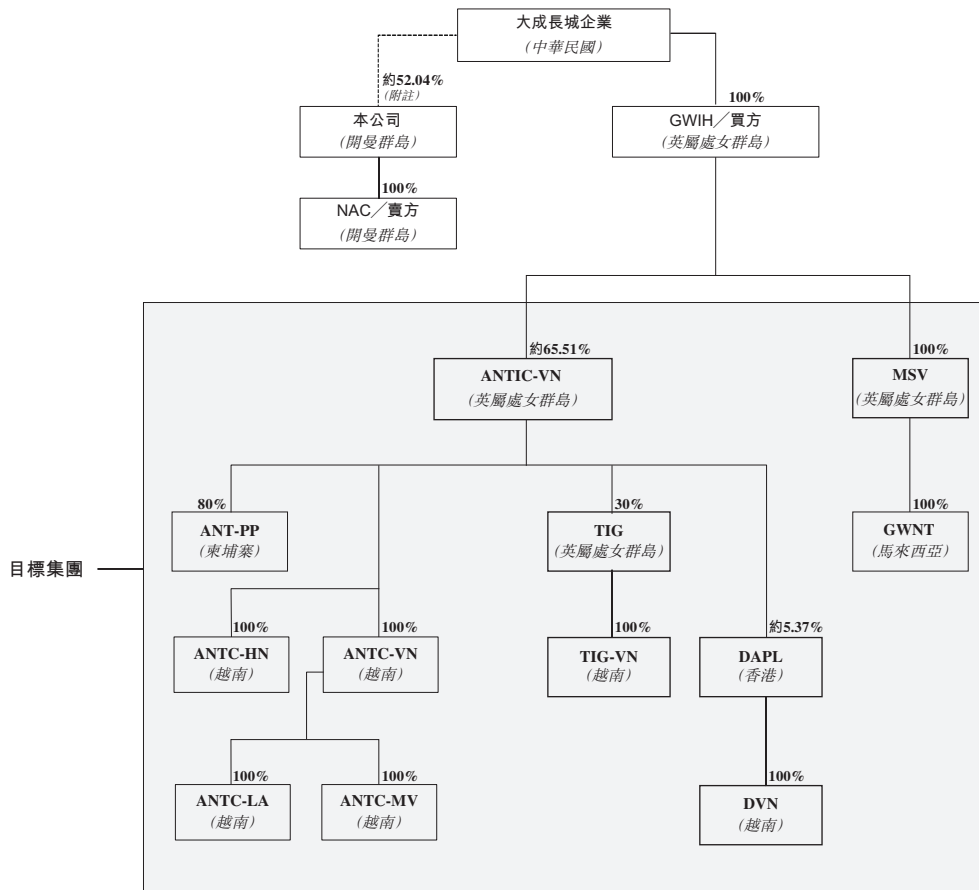 大成長城企業
(中華民國)
約52.04%
(附註)
100%
本公司
(開曼群島)
GWIH／買方
(英屬處女群島)
100%
NAC／賣方
(開曼群島)
約65.51%
100%
ANTIC-VN
(英屬處女群島)
MSV
(英屬處女群島)
80%
30%
100%
ANT-PP
(柬埔寨)
TIG
(英屬處女群島)
GWNT
(馬來西亞)
目標集團
100%
100%
100%
約5.37%
ANTC-HN
(越南)
ANTC-VN
(越南)
TIG-VN
(越南)
DAPL
(香港)
100%
100%
100%
ANTC-LA
(越南)
ANTC-MV
(越南)
DVN
(越南)